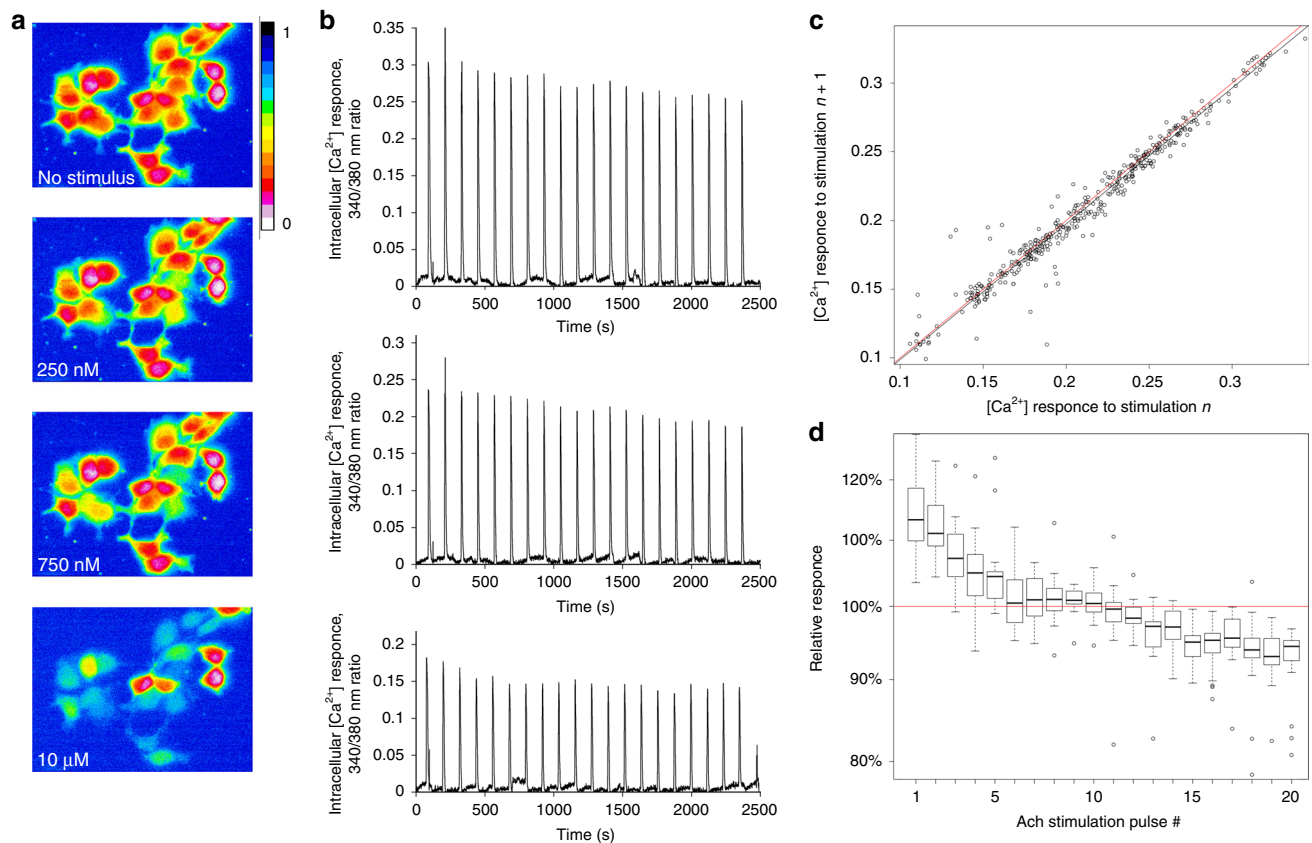 a
1
No stimulus
0
250 nM
750 nM
10 µM
b
Intracellular [Ca²⁺] responce,
340/380 nm ratio
0.35
0.3
0.25
0.2
0.15
0.1
0.05
0
0 500 1000 1500 2000 2500
Time (s)
Intracellular [Ca²⁺] responce,
340/380 nm ratio
0.3
0.25
0.2
0.15
0.1
0.05
0
0 500 1000 1500 2000 2500
Time (s)
Intracellular [Ca²⁺] responce,
340/380 nm ratio
0.2
0.15
0.1
0.05
0
0 500 1000 1500 2000 2500
Time (s)
c
[Ca²⁺] responce to stimulation n + 1
0.3
0.25
0.2
0.15
0.1
0.1 0.15 0.2 0.25 0.3
[Ca²⁺] responce to stimulation n
d
Relative responce
120%
100%
100%
90%
80%
1 5 10 15 20
Ach stimulation pulse #